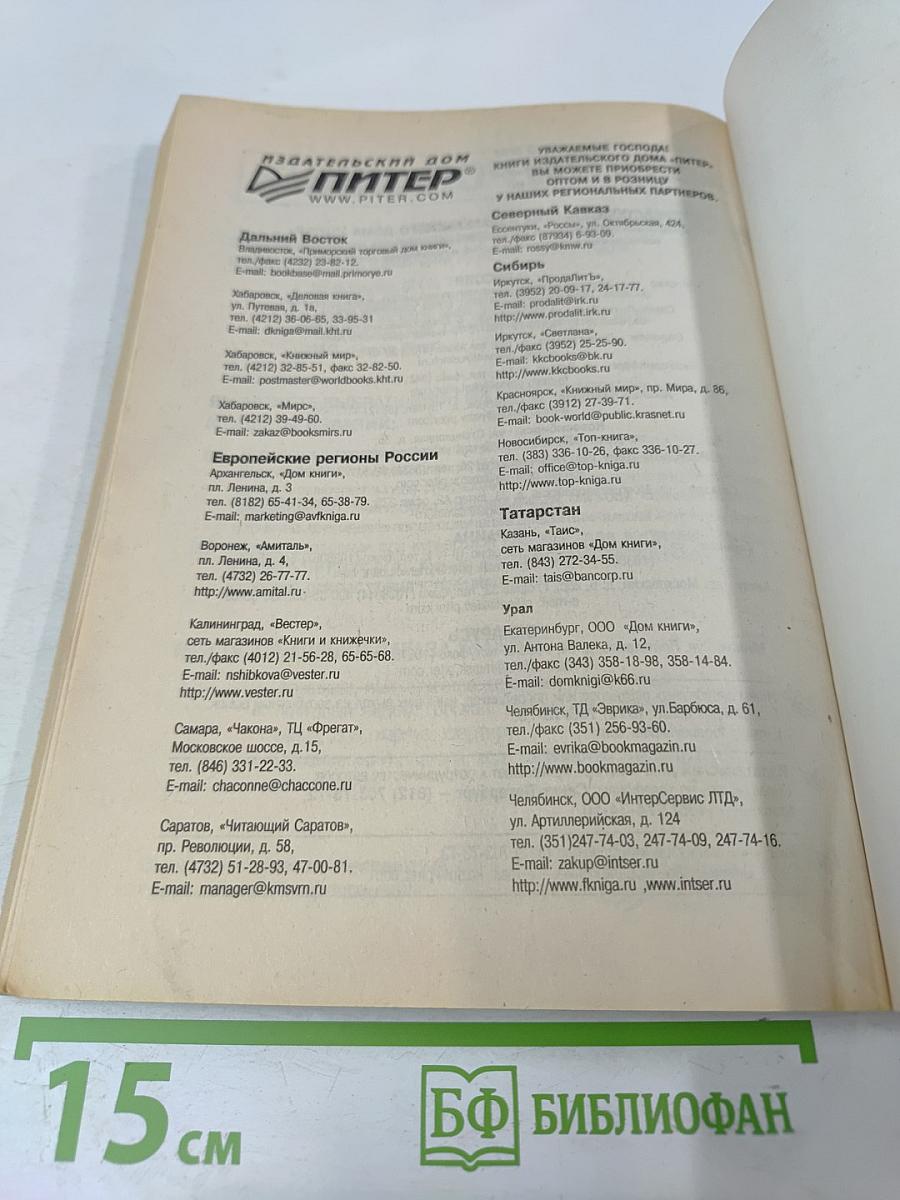 ИЗДАТЕЛЬСКИЙ ДОМ
ПИТЕР®
WWW.PITER.COM
УВАЖАЕМЫЕ ГОСПОДА!
КНИГИ ИЗДАТЕЛЬСКОГО ДОМА «ПИТЕР»
ВЫ МОЖЕТЕ ПРИОБРЕСТИ
ОПТОМ И В РОЗНИЦУ
У НАШИХ РЕГИОНАЛЬНЫХ ПАРТНЕРОВ.
Дальний Восток
Владивосток, «Приморский торговый дом книги»,
тел./факс (4232) 23-82-12.
E-mail: bookbase@mail.primorye.ru
Хабаровск, «Деловая книга»,
ул. Путевая, д. 1а,
тел. (4212) 36-06-65, 33-95-31
E-mail: dkniga@mail.kht.ru
Хабаровск, «Книжный мир»,
тел. (4212) 32-85-51, факс 32-82-50.
E-mail: postmaster@worldbooks.kht.ru
Хабаровск, «Мирс»,
тел. (4212) 39-49-60.
E-mail: zakaz@booksmirs.ru
Европейские регионы России
Архангельск, «Дом книги»,
пл. Ленина, д. 3
тел. (8182) 65-41-34, 65-38-79.
E-mail: marketing@avfkniga.ru
Воронеж, «Амиталь»,
пл. Ленина, д. 4,
тел. (4732) 26-77-77.
http://www.amital.ru
Калининград, «Вестер»,
сеть магазинов «Книги и книжечки»,
тел./факс (4012) 21-56-28, 65-65-68.
E-mail: nshibkova@vester.ru
http://www.vester.ru
Самара, «Чакона», ТЦ «Фрегат»,
Московское шоссе, д.15,
тел. (846) 331-22-33.
E-mail: chaconne@chaccone.ru
Саратов, «Читающий Саратов»,
пр. Революции, д. 58,
тел. (4732) 51-28-93, 47-00-81.
E-mail: manager@kmsvrn.ru
Северный Кавказ
Ессентуки, «Россы», ул. Октябрьская, 424,
тел./факс (87934) 6-93-09.
E-mail: rossy@kmw.ru
Сибирь
Иркутск, «ПродаЛитЪ»,
тел. (3952) 20-09-17, 24-17-77.
E-mail: prodalit@irk.ru
http://www.prodalit.irk.ru
Иркутск, «Светлана»,
тел./факс (3952) 25-25-90.
E-mail: kkcbooks@bk.ru
http://www.kkcbooks.ru
Красноярск, «Книжный мир», пр. Мира, д. 86,
тел./факс (3912) 27-39-71.
E-mail: book-world@public.krasnet.ru
Новосибирск, «Топ-книга»,
тел. (383) 336-10-26, факс 336-10-27.
E-mail: office@top-kniga.ru
http://www.top-kniga.ru
Татарстан
Казань, «Таис»,
сеть магазинов «Дом книги»,
тел. (843) 272-34-55.
E-mail: tais@bancorp.ru
Урал
Екатеринбург, ООО «Дом книги»,
ул. Антона Валека, д. 12,
тел./факс (343) 358-18-98, 358-14-84.
E-mail: domknigi@k66.ru
Челябинск, ТД «Эврика», ул.Барбюса, д. 61,
тел./факс (351) 256-93-60.
E-mail: evrika@bookmagazin.ru
http://www.bookmagazin.ru
Челябинск, ООО «ИнтерСервис ЛТД»,
ул. Артиллерийская, д. 124
тел. (351)247-74-03, 247-74-09, 247-74-16.
E-mail: zakup@intser.ru
http://www.fkniga.ru ,www.intser.ru
15 см
БФ БИБЛИОФАН